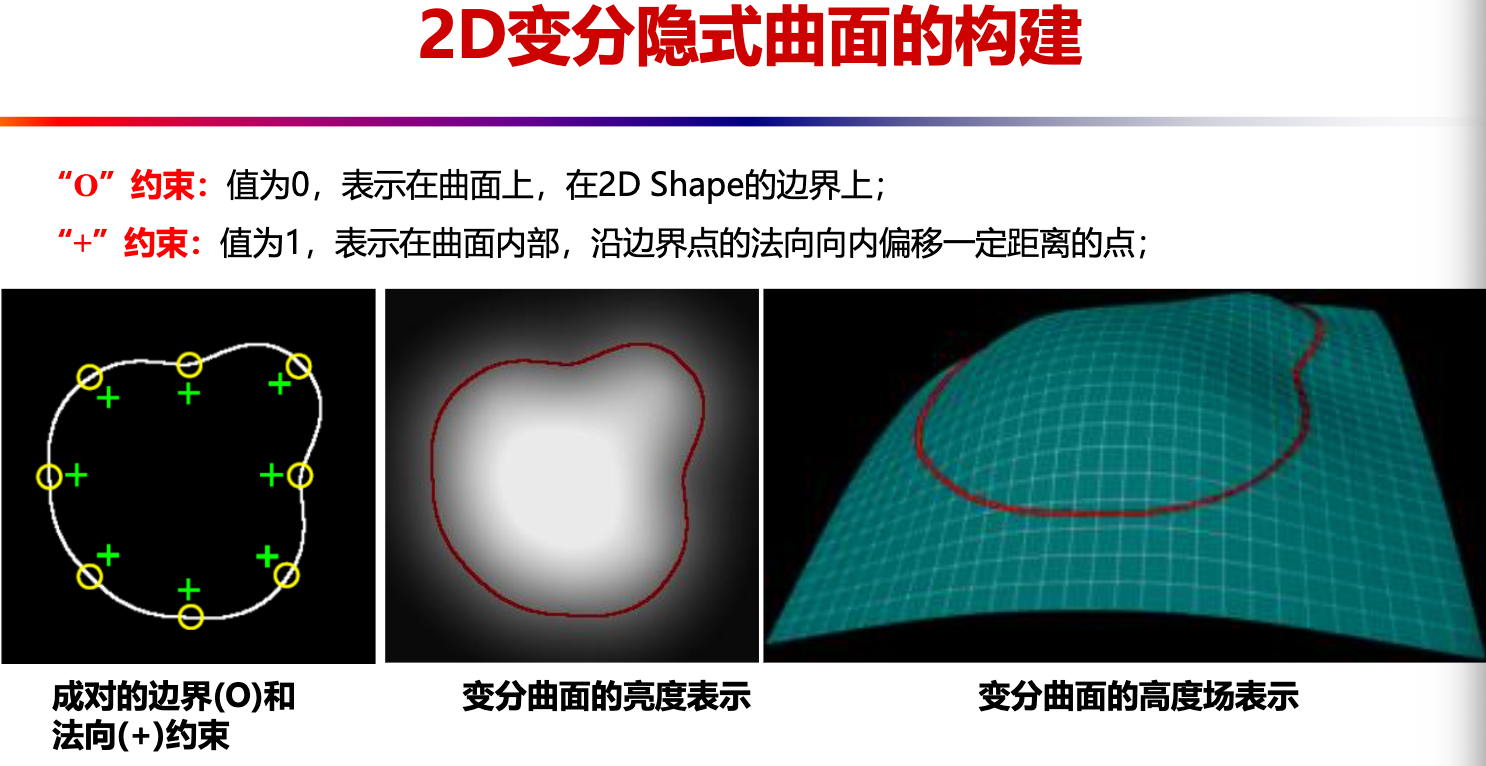 2D变分隐式曲面的构建
“O”约束：值为0，表示在曲面上，在2D Shape的边界上；
“+”约束：值为1，表示在曲面内部，沿边界点的法向向内偏移一定距离的点；
成对的边界(O)和
法向(+)约束
变分曲面的亮度表示
变分曲面的高度场表示